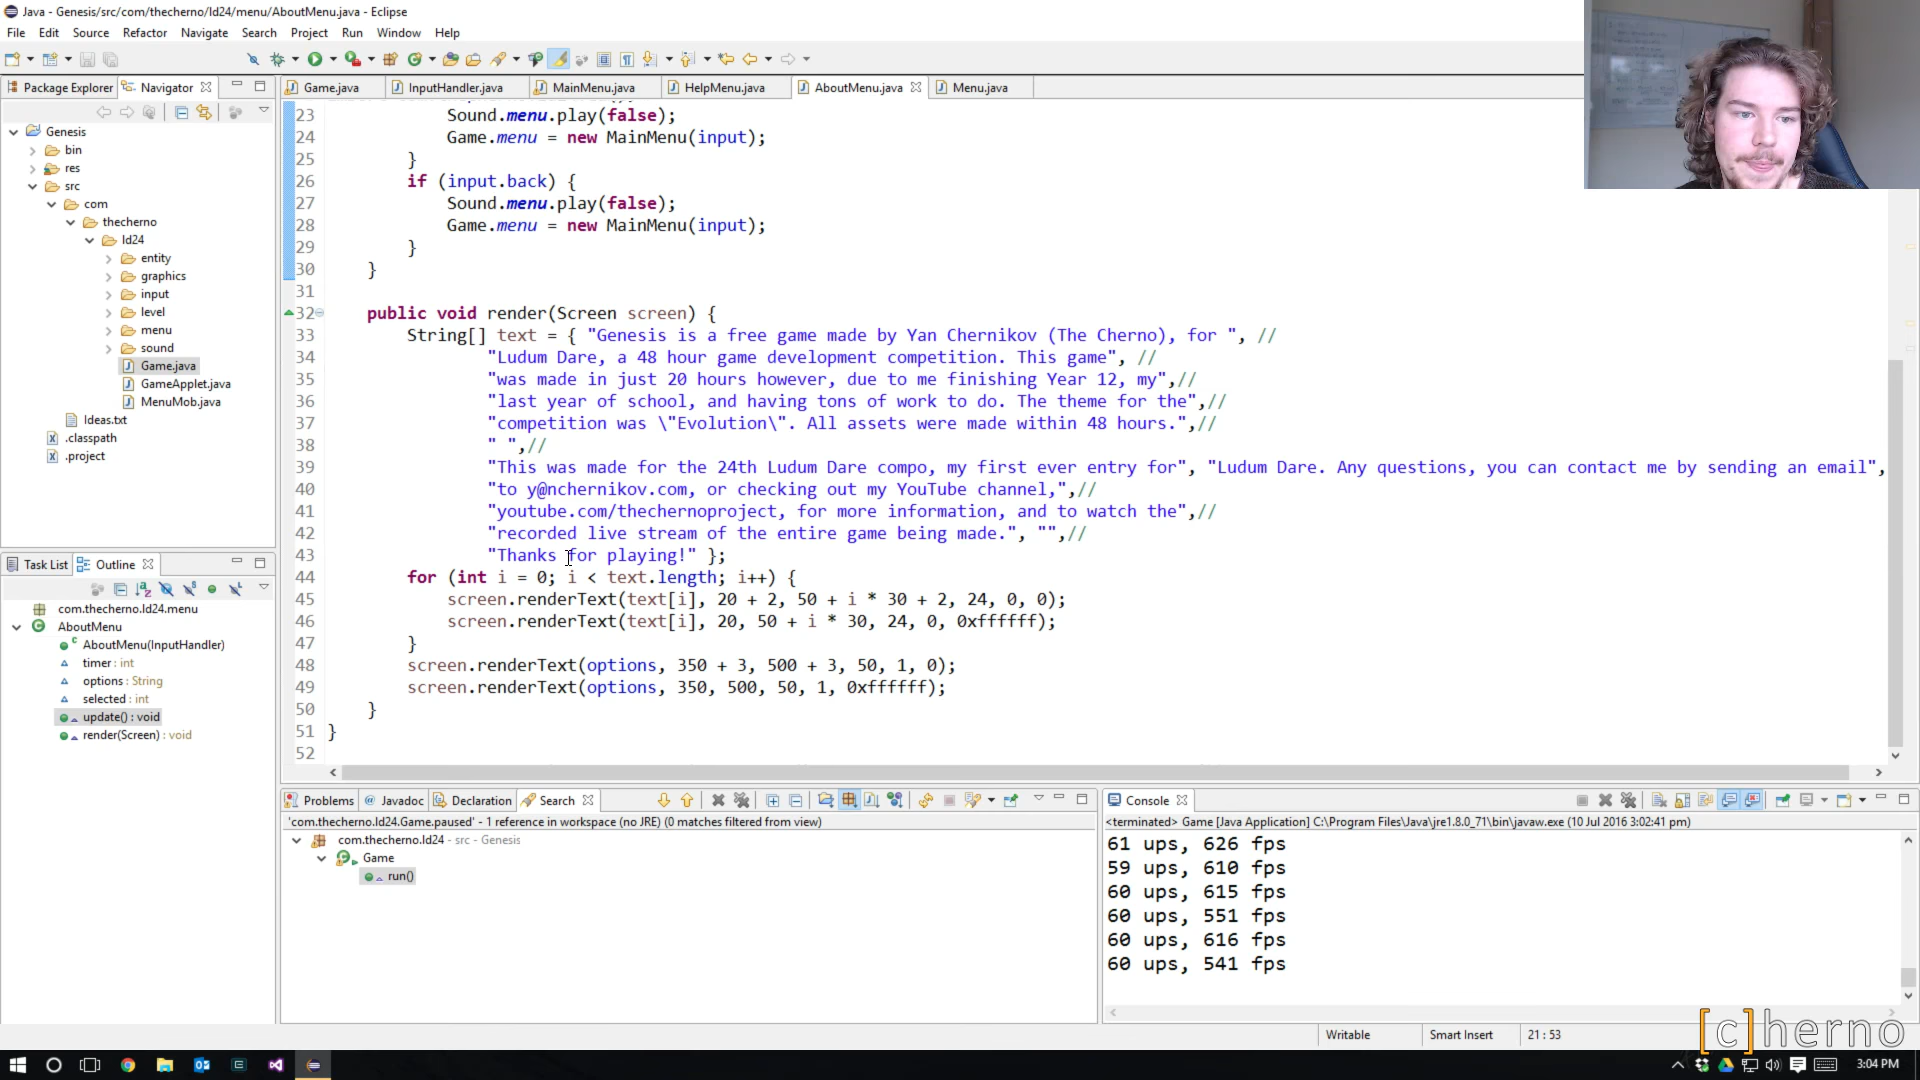 Java - Genesis/src/com/thecherno/ld24/menu/AboutMenu.java - Eclipse
File Edit Source Refactor Navigate Search Project Run Window Help
Package Explorer Navigator
Game.java InputHandler.java MainMenu.java HelpMenu.java AboutMenu.java Menu.java
Genesis
bin
res
src
com
thecherno
ld24
entity
graphics
input
level
menu
sound
Game.java
GameApplet.java
MenuMob.java
Ideas.txt
.classpath
.project
Task List Outline
com.thecherno.ld24.menu
AboutMenu
AboutMenu(InputHandler)
timer : int
options : String
selected : int
update() : void
render(Screen) : void
23 Sound.menu.play(false);
24 Game.menu = new MainMenu(input);
25 }
26 if (input.back) {
27 Sound.menu.play(false);
28 Game.menu = new MainMenu(input);
29 }
30 }
31
32 public void render(Screen screen) {
33 String[] text = { "Genesis is a free game made by Yan Chernikov (The Cherno), for ", //
34 "Ludum Dare, a 48 hour game development competition. This game", //
35 "was made in just 20 hours however, due to me finishing Year 12, my",//
36 "last year of school, and having tons of work to do. The theme for the",//
37 "competition was \"Evolution\". All assets were made within 48 hours.",//
38 " ",//
39 "This was made for the 24th Ludum Dare compo, my first ever entry for", "Ludum Dare. Any questions, you can contact me by sending an email",
40 "to y@nchernikov.com, or checking out my YouTube channel,",//
41 "youtube.com/thechernoproject, for more information, and to watch the",//
42 "recorded live stream of the entire game being made.", "",//
43 "Thanks for playing!" };
44 for (int i = 0; i < text.length; i++) {
45 screen.renderText(text[i], 20 + 2, 50 + i * 30 + 2, 24, 0, 0);
46 screen.renderText(text[i], 20, 50 + i * 30, 24, 0, 0xffffff);
47 }
48 screen.renderText(options, 350 + 3, 500 + 3, 50, 1, 0);
49 screen.renderText(options, 350, 500, 50, 1, 0xffffff);
50 }
51 }
52
Problems Javadoc Declaration Search
'com.thecherno.ld24.Game.paused' - 1 reference in workspace (no JRE) (0 matches filtered from view)
com.thecherno.ld24 - src - Genesis
Game
run()
Console
<terminated> Game [Java Application] C:\Program Files\Java\jre1.8.0_71\bin\javaw.exe (10 Jul 2016 3:02:41 pm)
61 ups, 626 fps
59 ups, 610 fps
60 ups, 615 fps
60 ups, 551 fps
60 ups, 616 fps
60 ups, 541 fps
Writable Smart Insert 21 : 53
[c]herno
3:04 PM